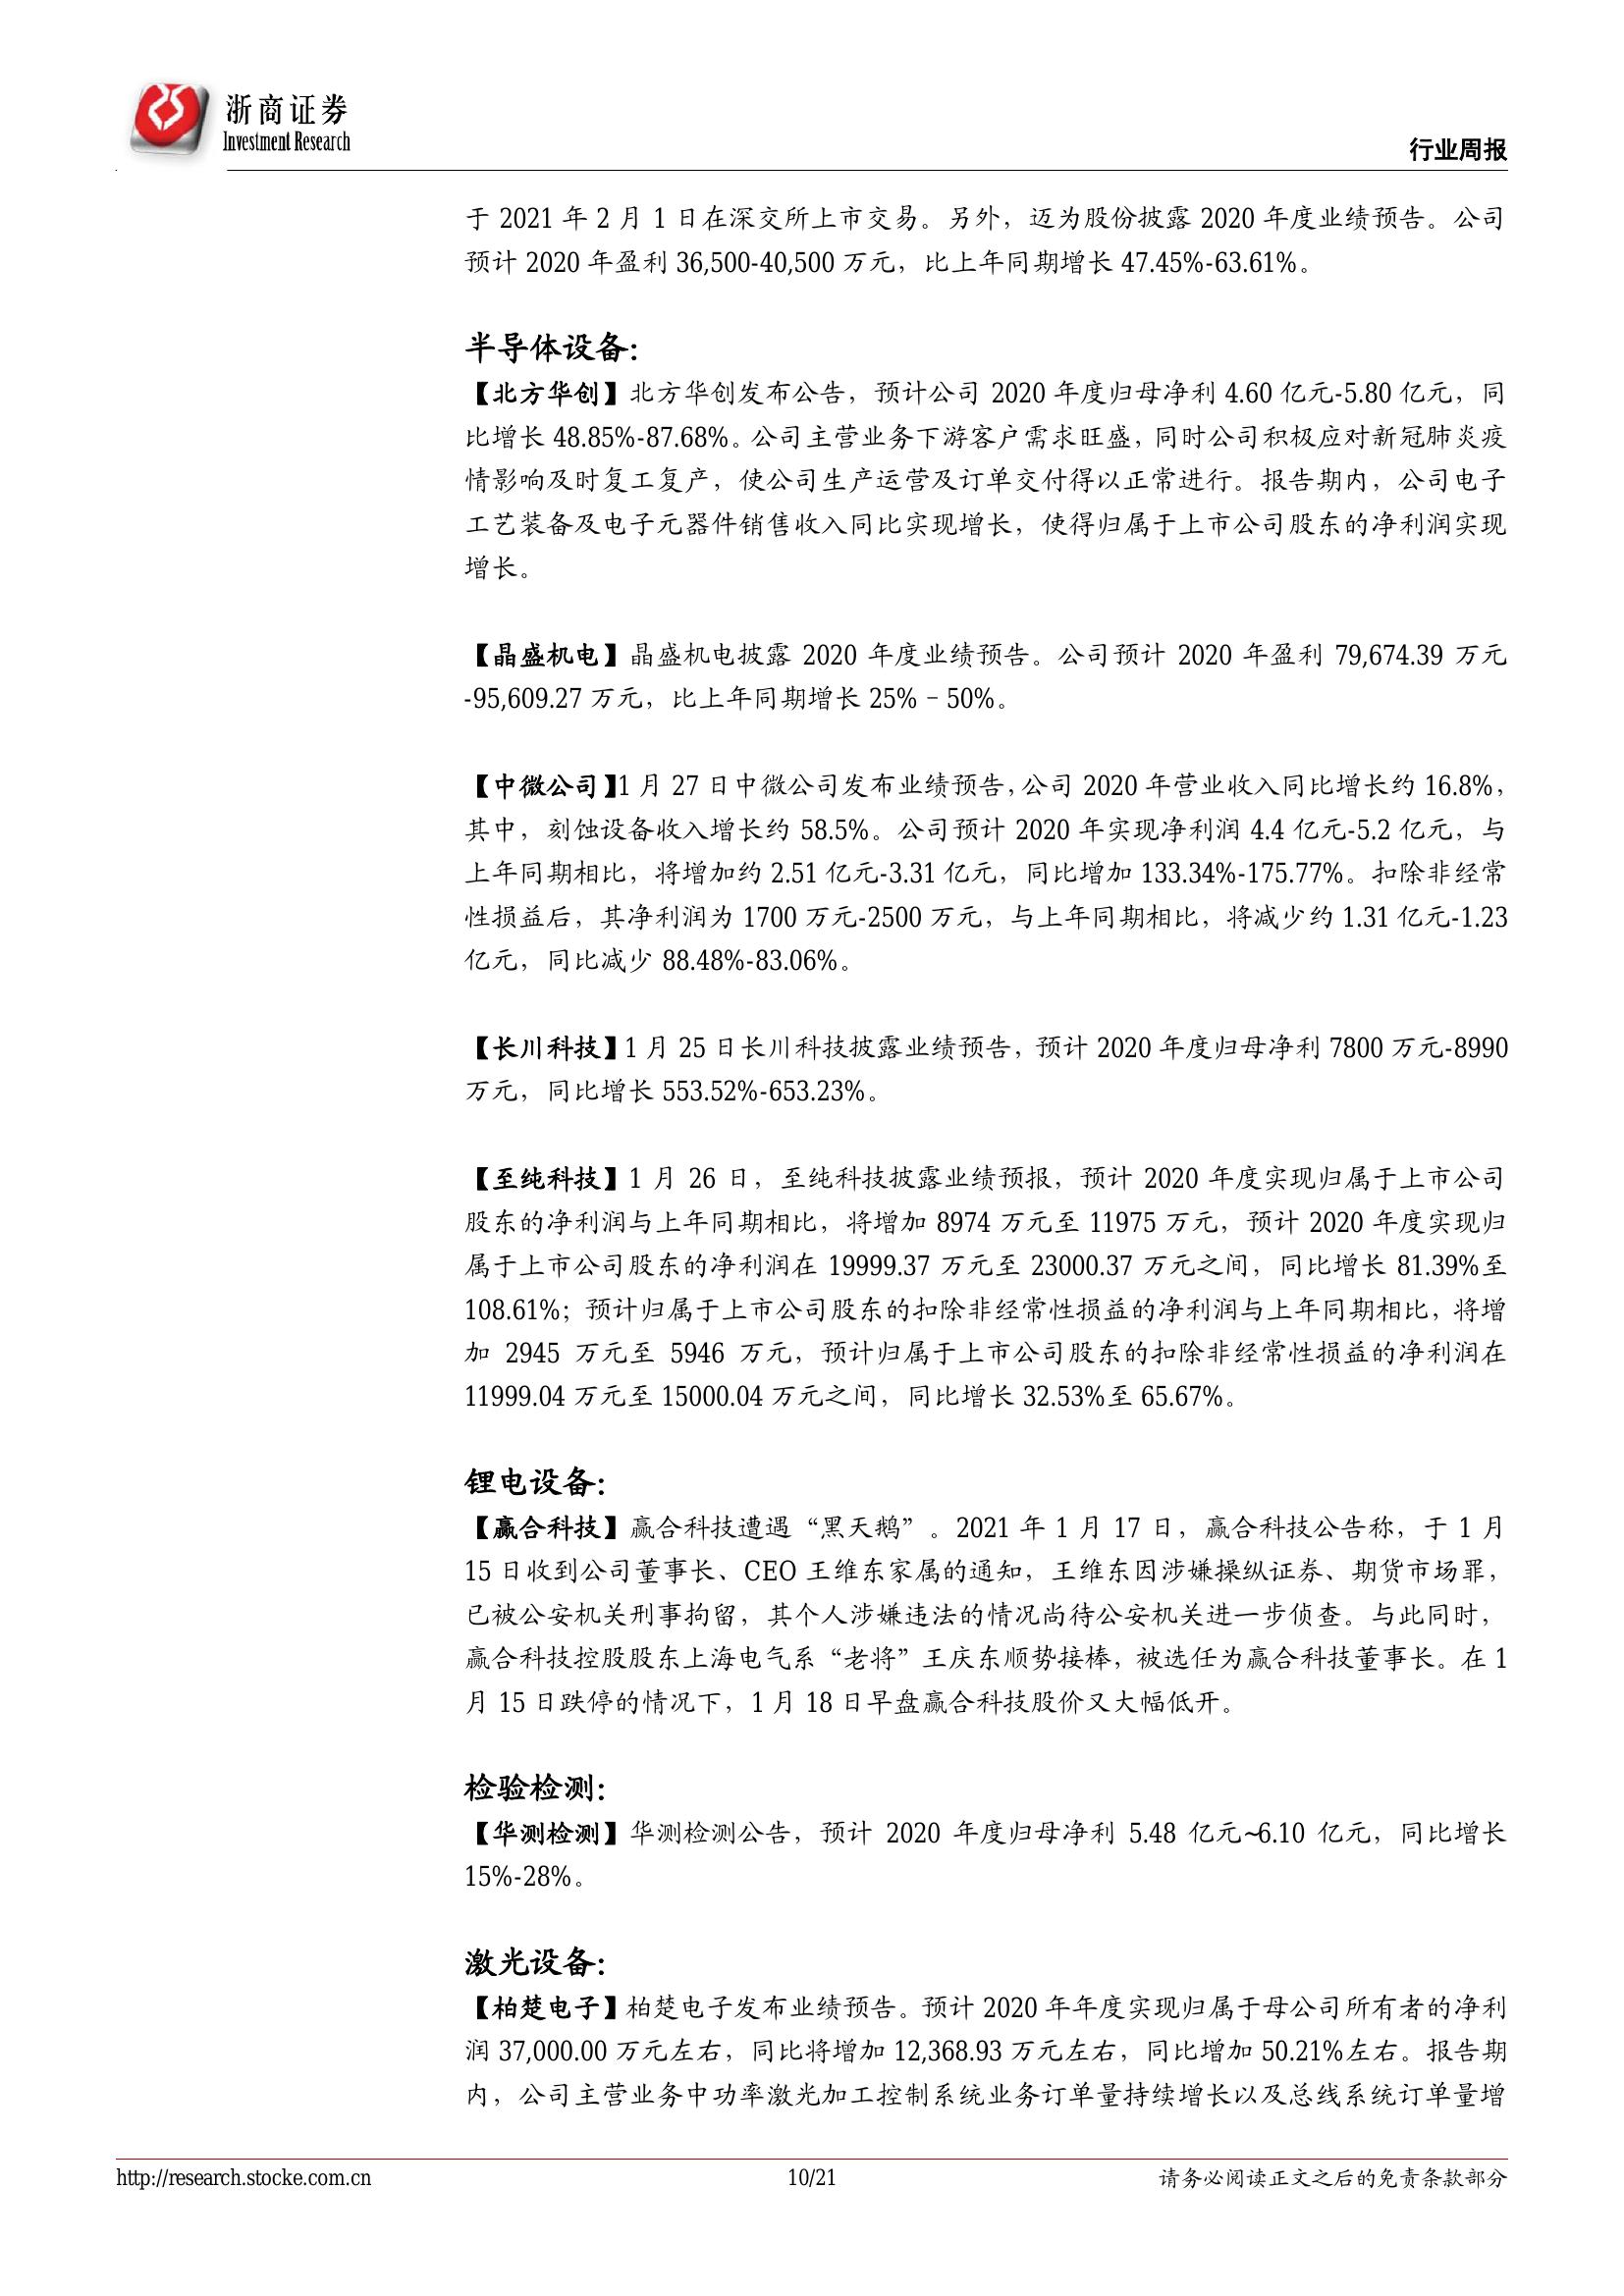 浙商证券
Investment Research
行业周报
于 2021 年 2 月 1 日在深交所上市交易。另外，迈为股份披露 2020 年度业绩预告。公司
预计 2020 年盈利 36,500-40,500 万元，比上年同期增长 47.45%-63.61%。
半导体设备：
【北方华创】北方华创发布公告，预计公司 2020 年度归母净利 4.60 亿元-5.80 亿元，同
比增长 48.85%-87.68%。公司主营业务下游客户需求旺盛，同时公司积极应对新冠肺炎疫
情影响及时复工复产，使公司生产运营及订单交付得以正常进行。报告期内，公司电子
工艺装备及电子元器件销售收入同比实现增长，使得归属于上市公司股东的净利润实现
增长。
【晶盛机电】晶盛机电披露 2020 年度业绩预告。公司预计 2020 年盈利 79,674.39 万元
-95,609.27 万元，比上年同期增长 25%－50%。
【中微公司】1 月 27 日中微公司发布业绩预告，公司 2020 年营业收入同比增长约 16.8%，
其中，刻蚀设备收入增长约 58.5%。公司预计 2020 年实现净利润 4.4 亿元-5.2 亿元，与
上年同期相比，将增加约 2.51 亿元-3.31 亿元，同比增加 133.34%-175.77%。扣除非经常
性损益后，其净利润为 1700 万元-2500 万元，与上年同期相比，将减少约 1.31 亿元-1.23
亿元，同比减少 88.48%-83.06%。
【长川科技】1 月 25 日长川科技披露业绩预告，预计 2020 年度归母净利 7800 万元-8990
万元，同比增长 553.52%-653.23%。
【至纯科技】1 月 26 日，至纯科技披露业绩预报，预计 2020 年度实现归属于上市公司
股东的净利润与上年同期相比，将增加 8974 万元至 11975 万元，预计 2020 年度实现归
属于上市公司股东的净利润在 19999.37 万元至 23000.37 万元之间，同比增长 81.39%至
108.61%；预计归属于上市公司股东的扣除非经常性损益的净利润与上年同期相比，将增
加 2945 万元至 5946 万元，预计归属于上市公司股东的扣除非经常性损益的净利润在
11999.04 万元至 15000.04 万元之间，同比增长 32.53%至 65.67%。
锂电设备：
【赢合科技】赢合科技遭遇“黑天鹅”。2021 年 1 月 17 日，赢合科技公告称，于 1 月
15 日收到公司董事长、CEO 王维东家属的通知，王维东因涉嫌操纵证券、期货市场罪，
已被公安机关刑事拘留，其个人涉嫌违法的情况尚待公安机关进一步侦查。与此同时，
赢合科技控股股东上海电气系“老将”王庆东顺势接棒，被选任为赢合科技董事长。在 1
月 15 日跌停的情况下，1 月 18 日早盘赢合科技股价又大幅低开。
检验检测：
【华测检测】华测检测公告，预计 2020 年度归母净利 5.48 亿元~6.10 亿元，同比增长
15%-28%。
激光设备：
【柏楚电子】柏楚电子发布业绩预告。预计 2020 年年度实现归属于母公司所有者的净利
润 37,000.00 万元左右，同比将增加 12,368.93 万元左右，同比增加 50.21%左右。报告期
内，公司主营业务中功率激光加工控制系统业务订单量持续增长以及总线系统订单量增
http://research.stocke.com.cn
10/21
请务必阅读正文之后的免责条款部分